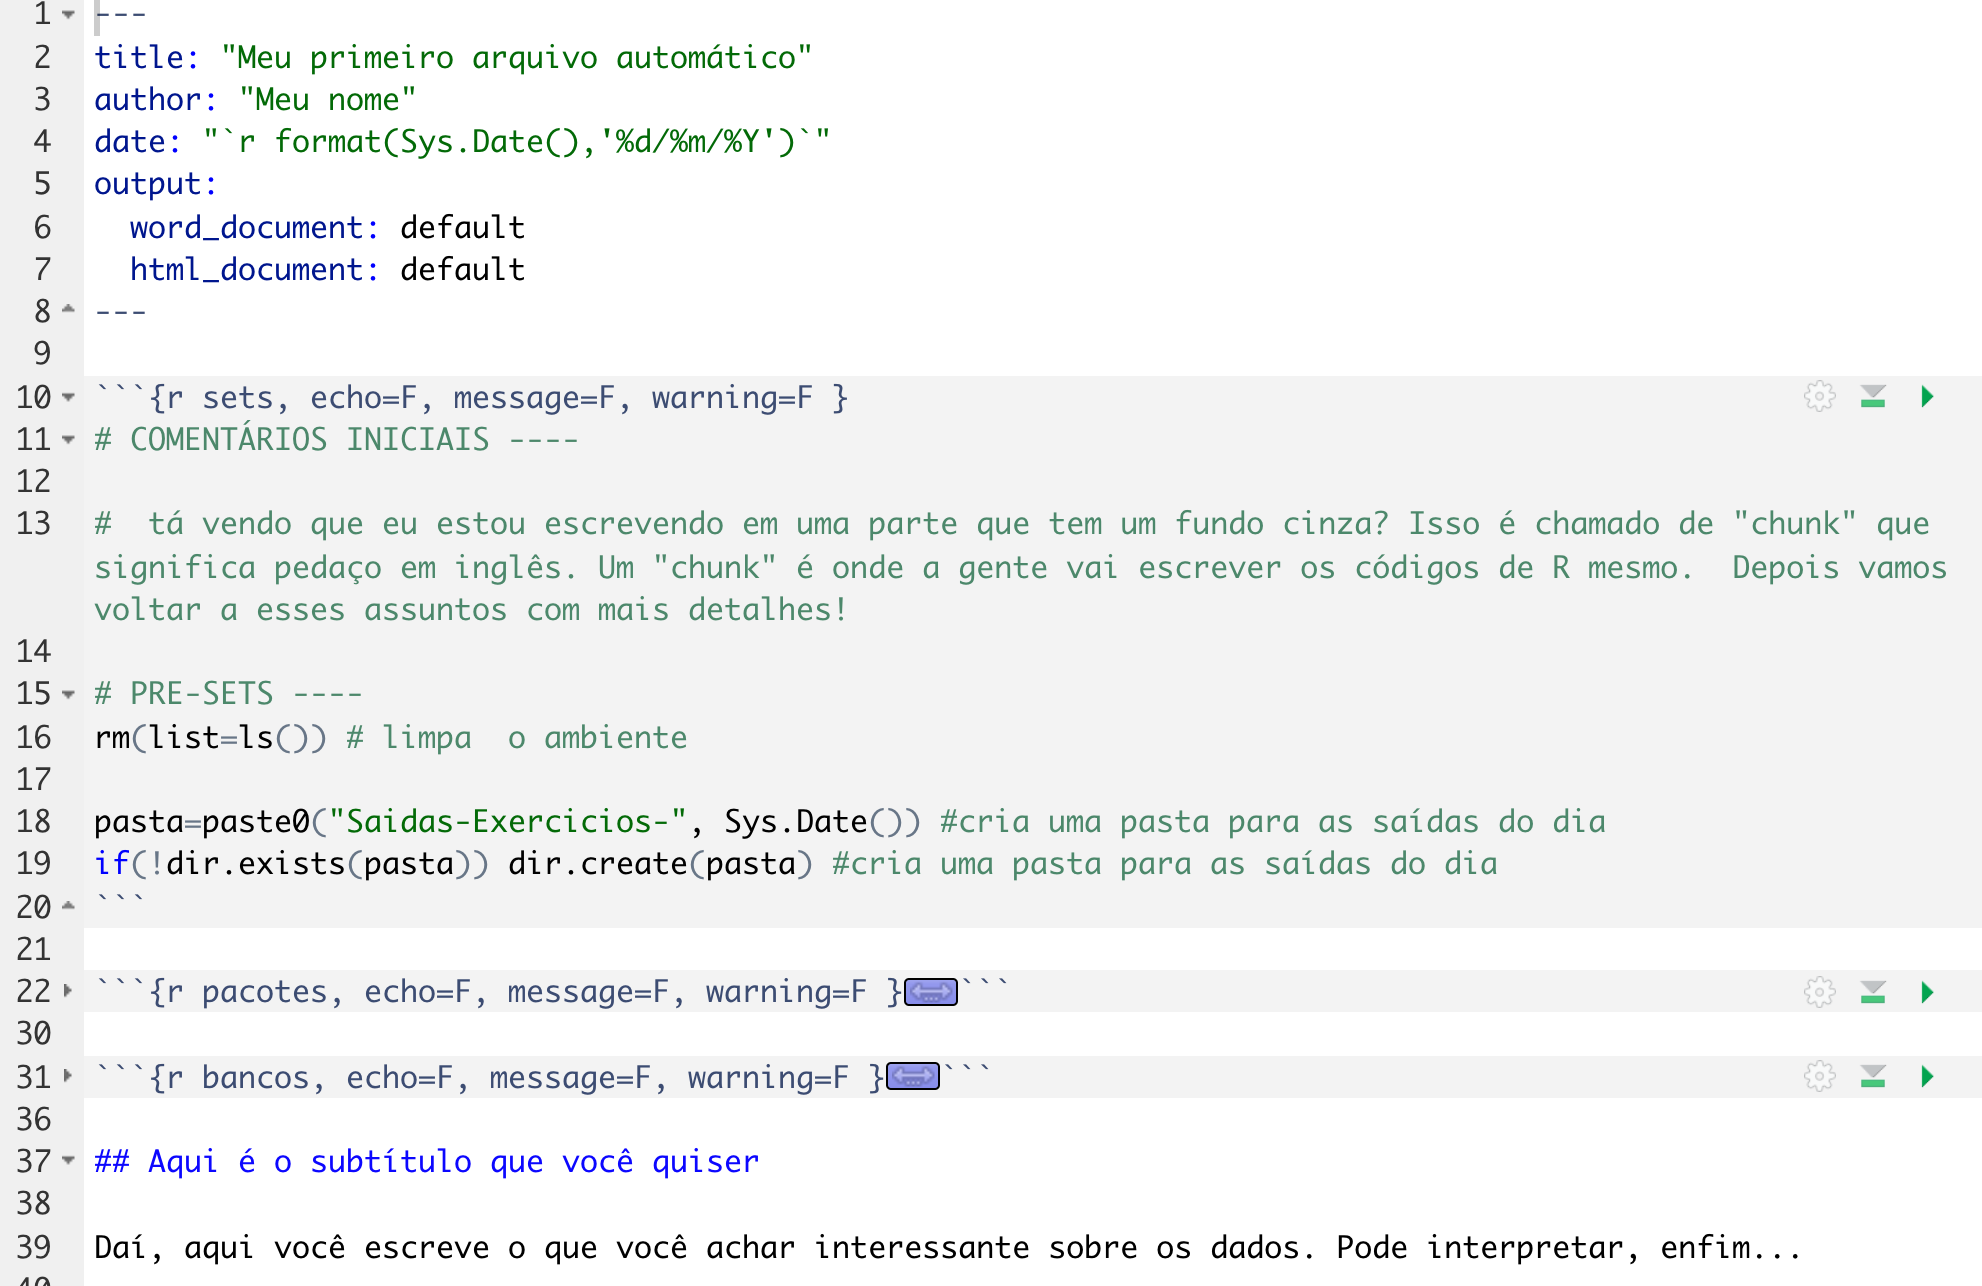 1 ---
2 title: "Meu primeiro arquivo automático"
3 author: "Meu nome"
4 date: "`r format(Sys.Date(),'%d/%m/%Y')`"
5 output:
6   word_document: default
7   html_document: default
8 ---
9
10 ```{r sets, echo=F, message=F, warning=F }
11 # COMENTÁRIOS INICIAIS ----
12
13 #  tá vendo que eu estou escrevendo em uma parte que tem um fundo cinza? Isso é chamado de "chunk" que
significa pedaço em inglês. Um "chunk" é onde a gente vai escrever os códigos de R mesmo.  Depois vamos
voltar a esses assuntos com mais detalhes!
14
15 # PRE-SETS ----
16 rm(list=ls()) # limpa  o ambiente
17
18 pasta=paste0("Saidas-Exercicios-", Sys.Date()) #cria uma pasta para as saídas do dia
19 if(!dir.exists(pasta)) dir.create(pasta) #cria uma pasta para as saídas do dia
20 ```
21
22 ```{r pacotes, echo=F, message=F, warning=F }```
30
31 ```{r bancos, echo=F, message=F, warning=F }```
36
37 ## Aqui é o subtítulo que você quiser
38
39 Daí, aqui você escreve o que você achar interessante sobre os dados. Pode interpretar, enfim...
40